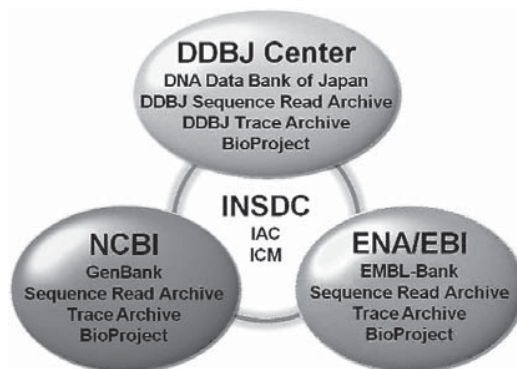 DDBJ Center
DNA Data Bank of Japan
DDBJ Sequence Read Archive
DDBJ Trace Archive
BioProject
INSDC
IAC
ICM
NCBI
GenBank
Sequence Read Archive
Trace Archive
BioProject
ENA/EBI
EMBL-Bank
Sequence Read Archive
Trace Archive
BioProject